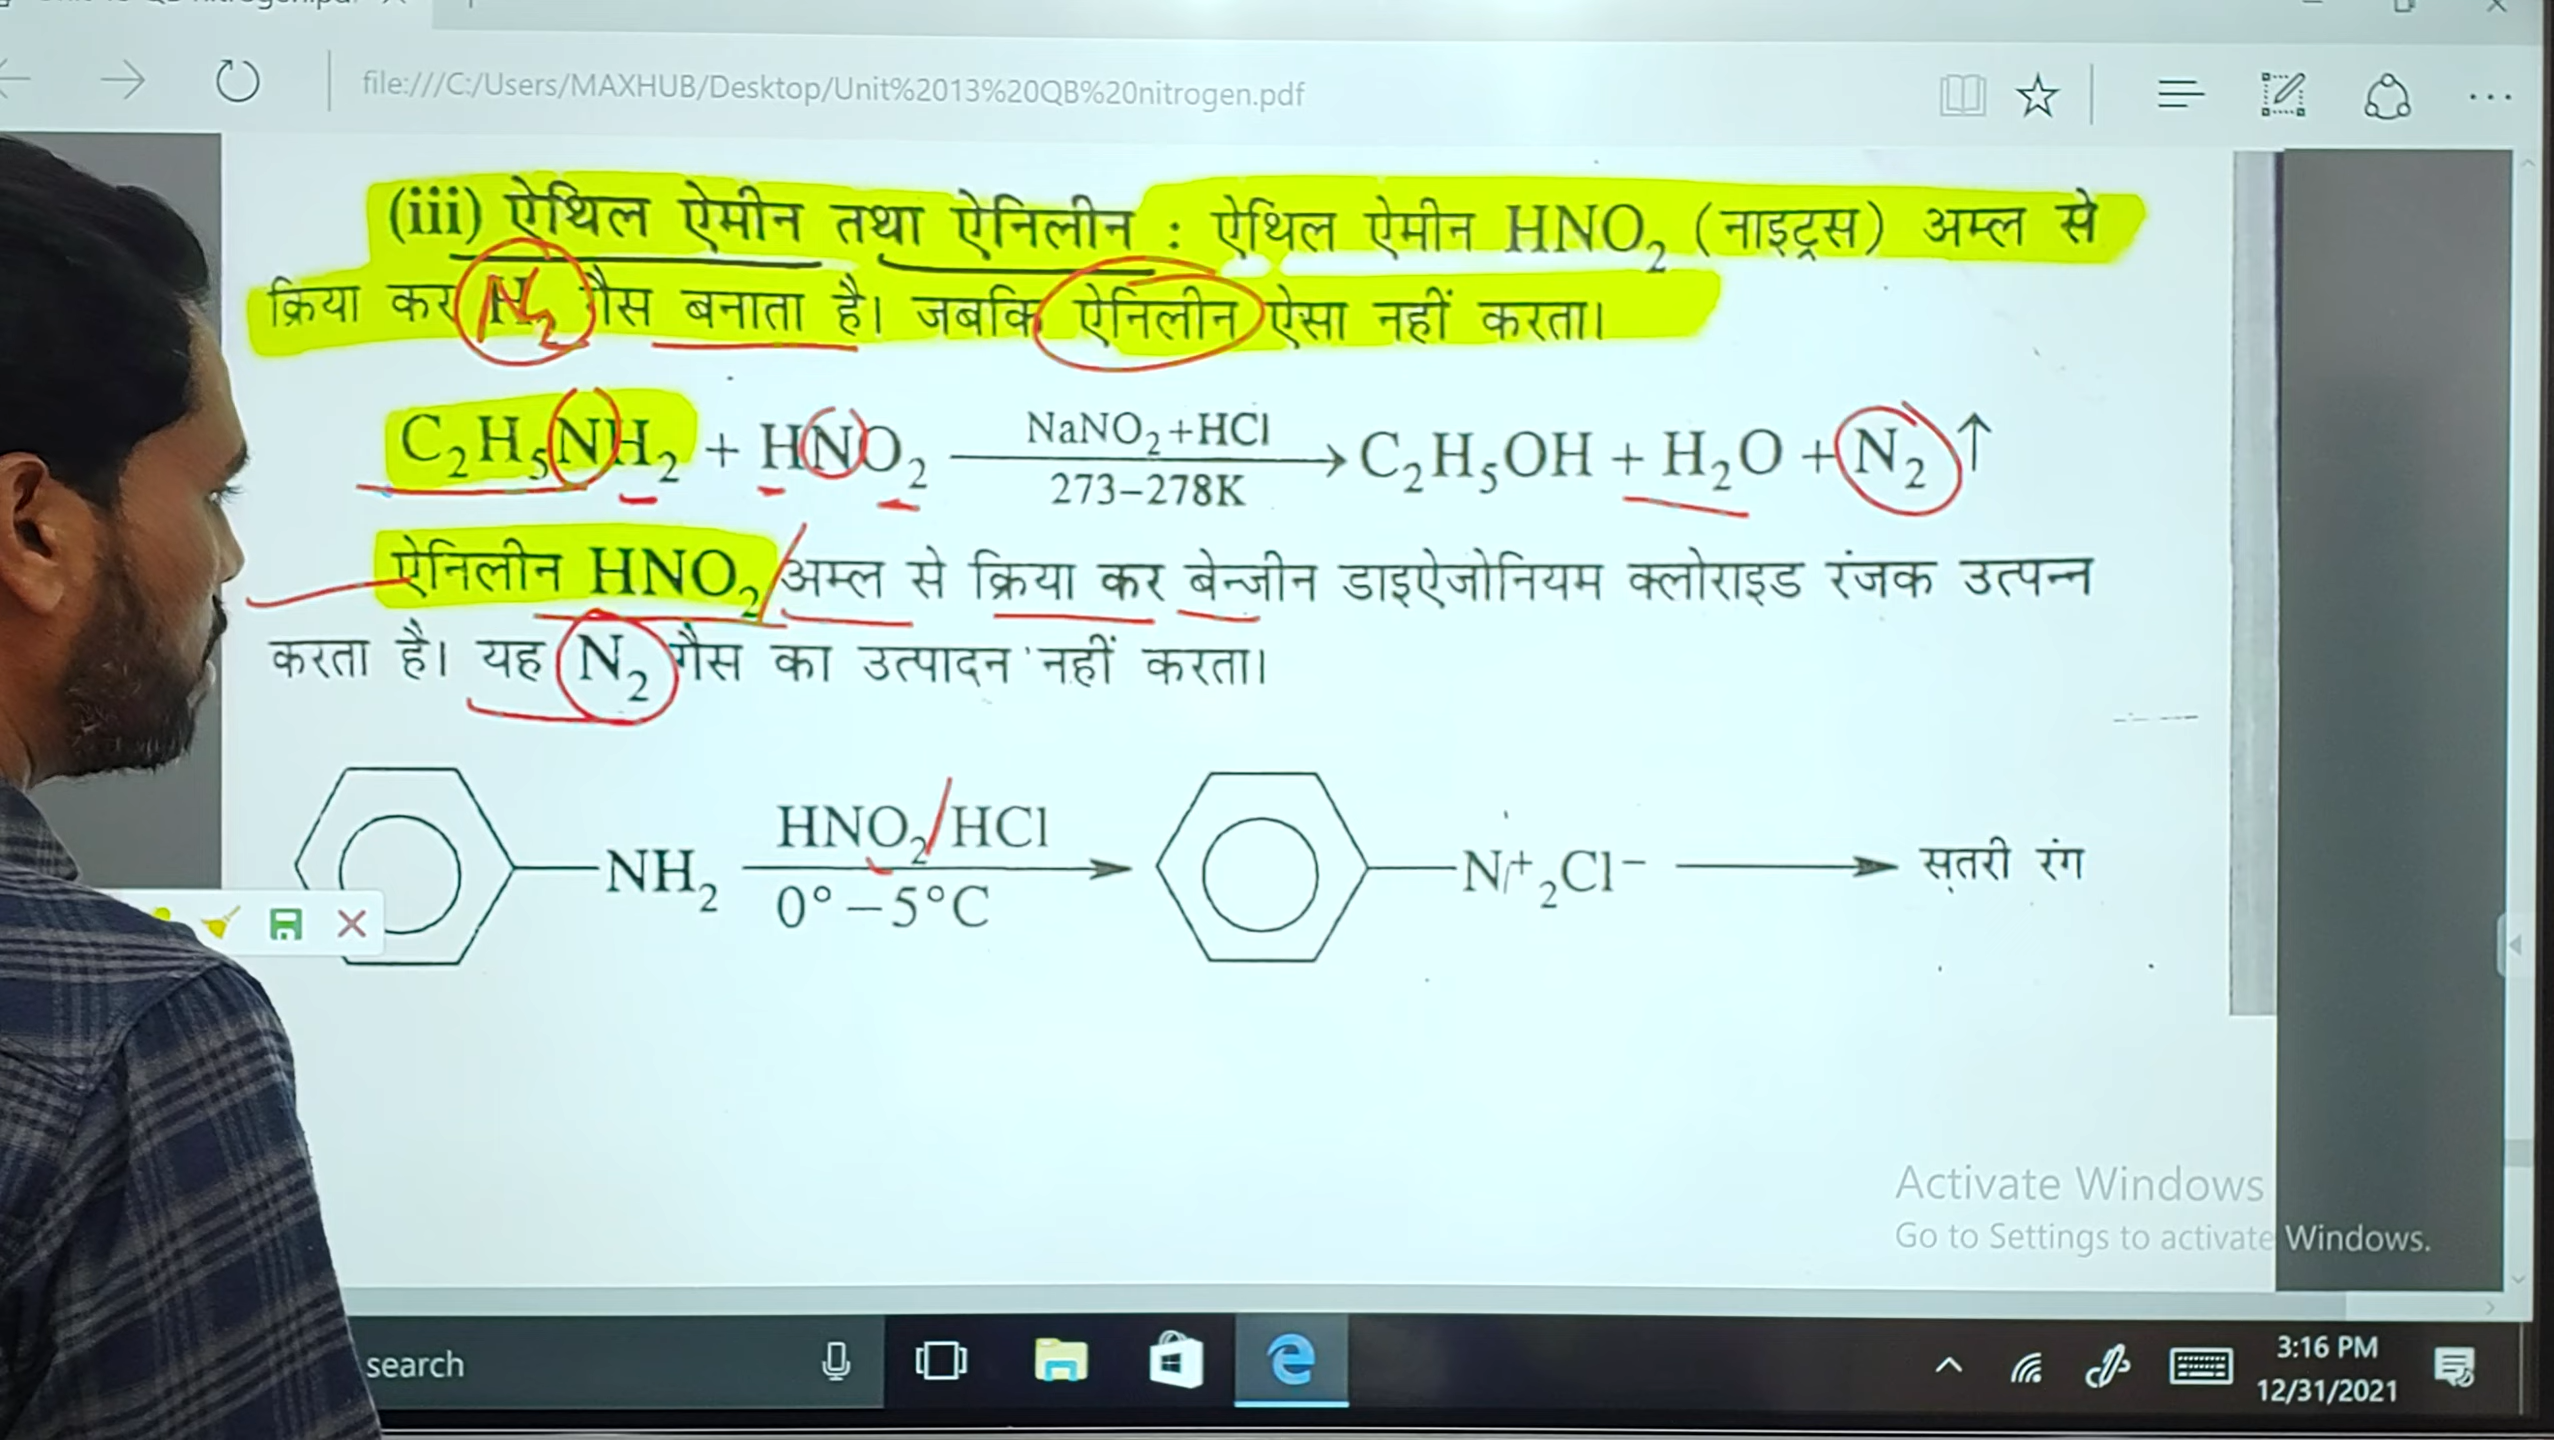 file:///C:/Users/MAXHUB/Desktop/Unit%2013%20QB%20nitrogen.pdf
(iii) ऐथिल ऐमीन तथा ऐनिलीन : ऐथिल ऐमीन HNO₂ (नाइट्रस) अम्ल से
क्रिया कर N₂ गैस बनाता है। जबकि ऐनिलीन ऐसा नहीं करता।
NaNO₂+HCl
C₂H₅NH₂ + HNO₂ → C₂H₅OH + H₂O + N₂ ↑
273–278K
ऐनिलीन HNO₂ अम्ल से क्रिया कर बेन्जीन डाइऐजोनियम क्लोराइड रंजक उत्पन्न
करता है। यह N₂ गैस का उत्पादन नहीं करता।
HNO₂/HCl
NH₂ → N⁺₂Cl⁻ → सतरी रंग
0°–5°C
Activate Windows
Go to Settings to activate Windows.
search
3:16 PM
12/31/2021